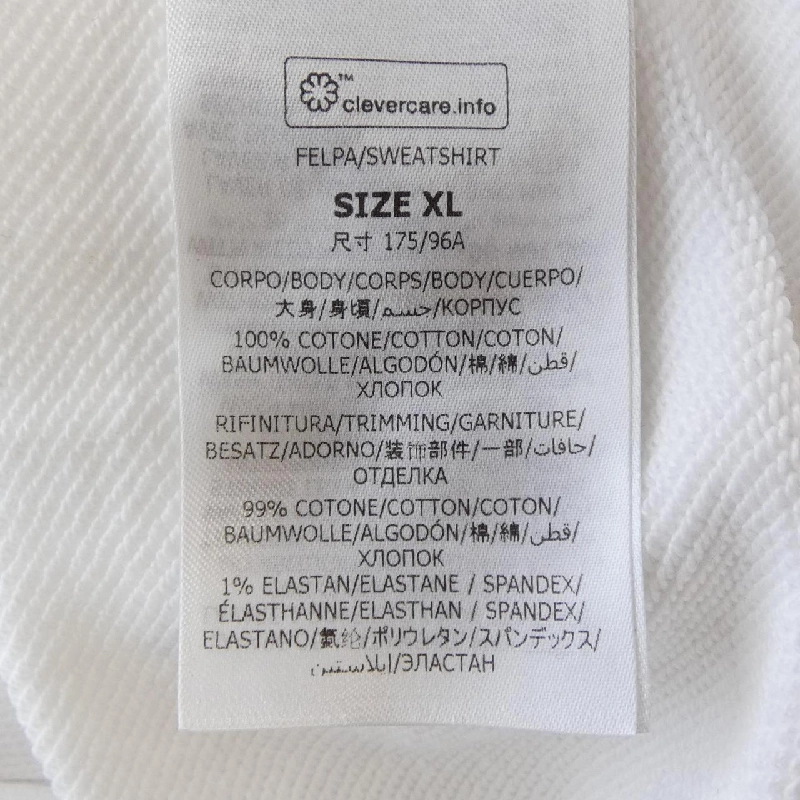 ™ clevercare.info
FELPA/SWEATSHIRT
SIZE XL
尺寸 175/96A
CORPO/BODY/CORPS/BODY/CUERPO/
大身/身頃/جسم/КОРПУС
100% COTONE/COTTON/COTON/
BAUMWOLLE/ALGODÓN/棉/綿/قطن/
ХЛОПОК
RIFINITURA/TRIMMING/GARNITURE/
BESATZ/ADORNO/装饰部件/一部/حافات/
ОТДЕЛКА
99% COTONE/COTTON/COTON/
BAUMWOLLE/ALGODÓN/棉/綿/قطن/
ХЛОПОК
1% ELASTAN/ELASTANE / SPANDEX/
ÉLASTHANNE/ELASTHAN / SPANDEX/
ELASTANO/氨纶/ポリウレタン/スパンデックス/
/ЭЛАСТАН